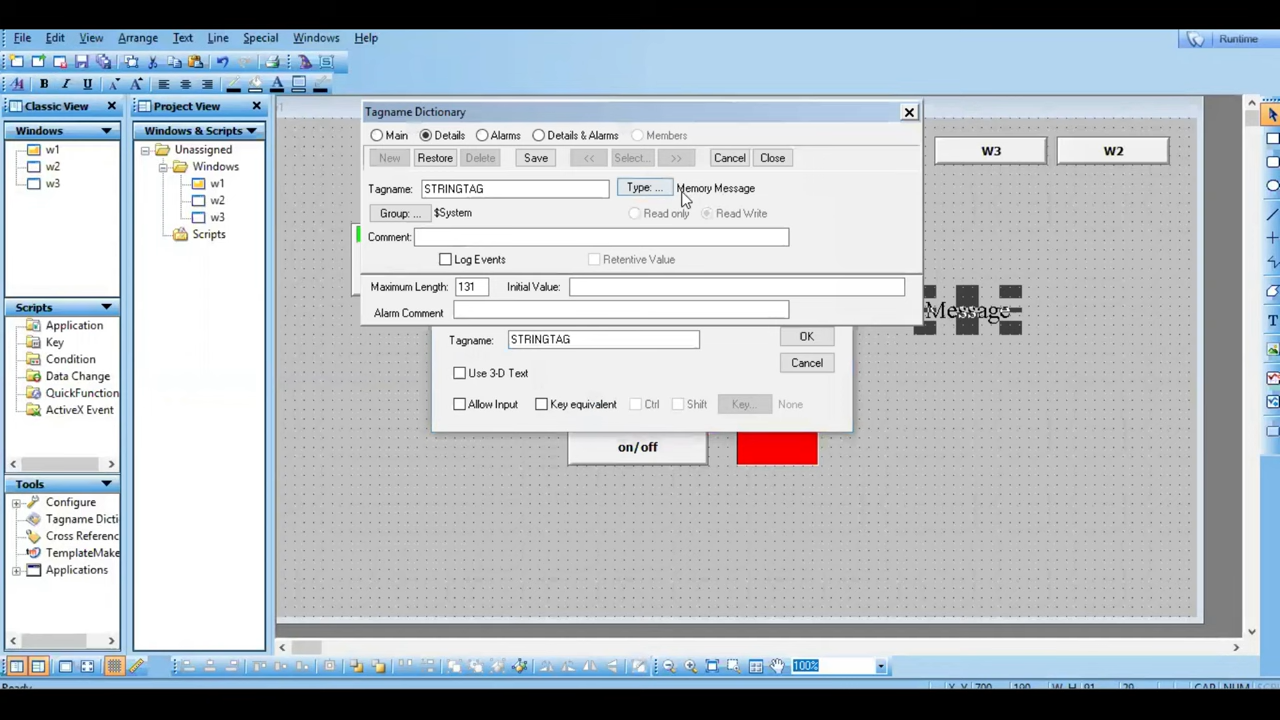 File Edit View Arrange Text Line Special Windows Help
Runtime
B I U A A A
Classic View
Project View
Windows
w1
w2
w3
Windows & Scripts
Unassigned
Windows
w1
w2
w3
Scripts
Scripts
Application
Key
Condition
Data Change
QuickFunction
ActiveX Event
Tools
Configure
Tagname Dicti
Cross Referenc
TemplateMake
Applications
Tagname Dictionary
Main Details Alarms Details & Alarms Members
New Restore Delete Save << Select... >> Cancel Close
Tagname: STRINGTAG Type: ... Memory Message
Group: ... $System Read only Read Write
Comment:
Log Events Retentive Value
Maximum Length: 131 Initial Value:
Alarm Comment
Tagname: STRINGTAG OK
Cancel
Use 3-D Text
Allow Input Key equivalent Ctrl Shift Key... None
W3 W2
Message
on/off
100%